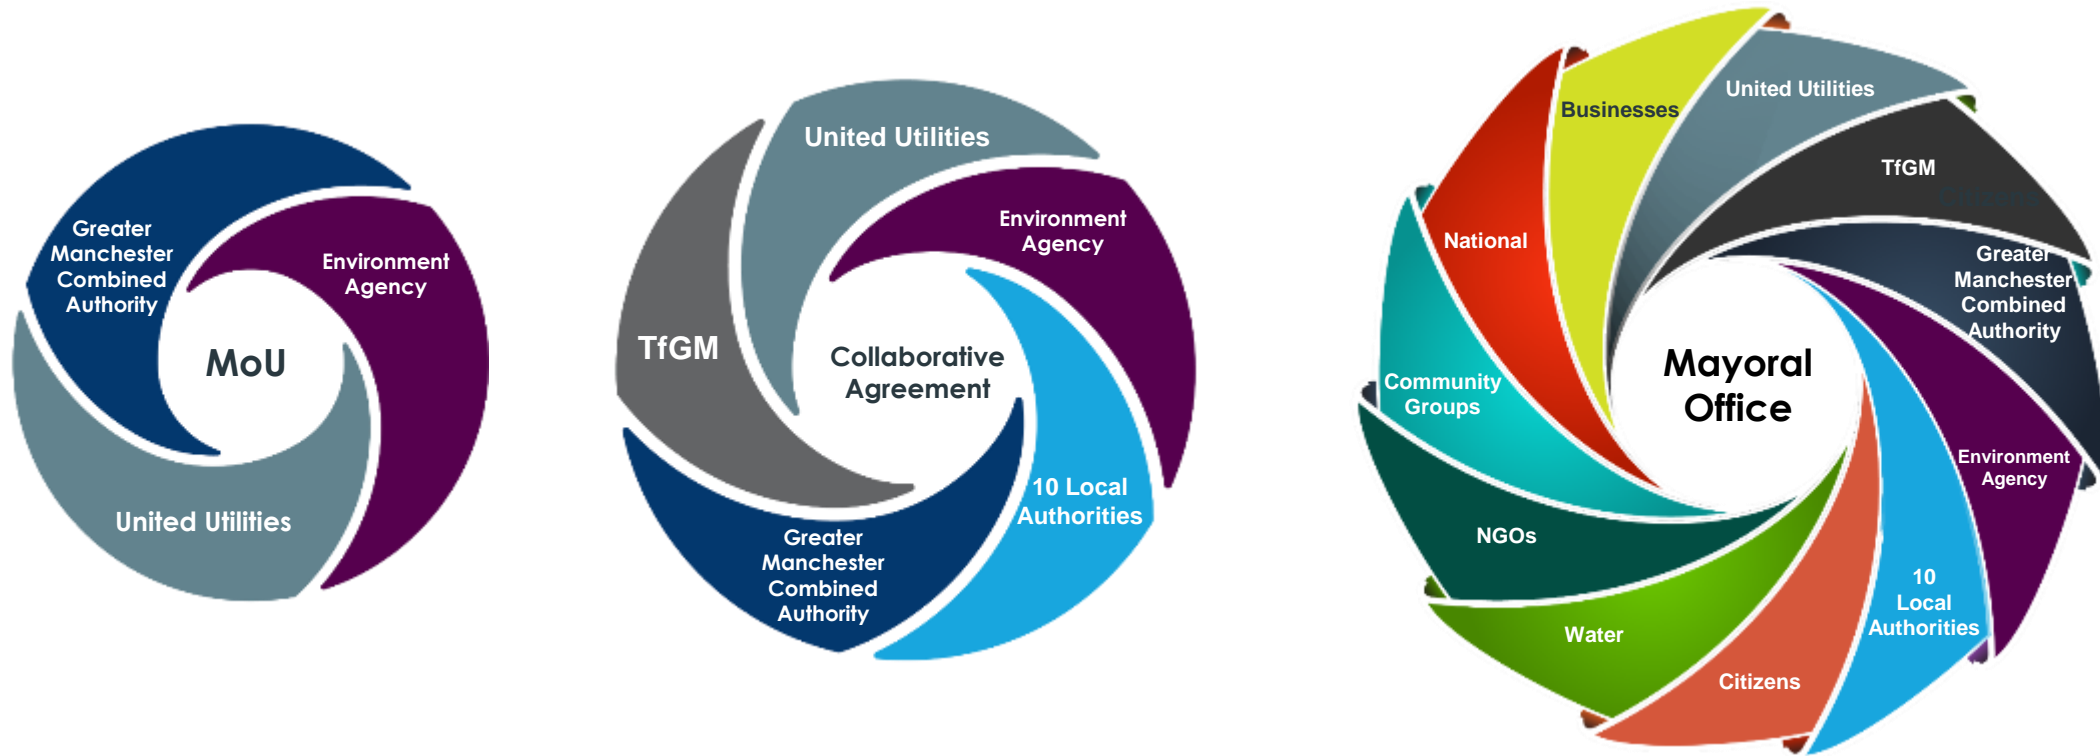 Greater
Manchester
Combined
Authority
Environment
Agency
MoU
United Utilities
United Utilities
Environment
Agency
TfGM
Collaborative
Agreement
10 Local
Authorities
Greater
Manchester
Combined
Authority
Businesses
United Utilities
TfGM
National
Greater
Manchester
Combined
Authority
Community
Groups
Mayoral
Office
Environment
Agency
NGOs
10
Local
Authorities
Water
Citizens